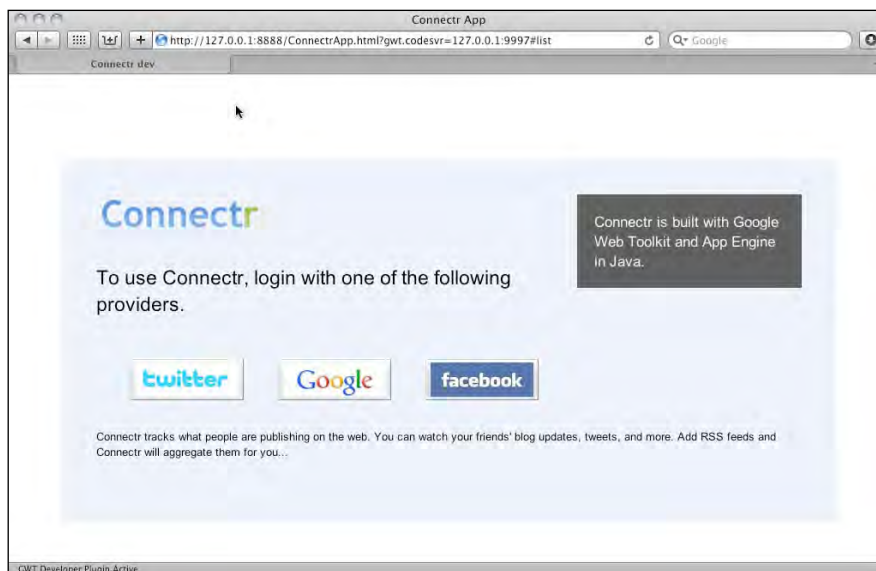 Connectr App
http://127.0.0.1:8888/ConnectrApp.html?gwt.codesvr=127.0.0.1:9997#list
Google
Connectr dev
Connectr
Connectr is built with Google
Web Toolkit and App Engine
in Java.
To use Connectr, login with one of the following
providers.
twitter
Google
facebook
Connectr tracks what people are publishing on the web. You can watch your friends' blog updates, tweets, and more. Add RSS feeds and
Connectr will aggregate them for you...
GWT Developer Plugin Active